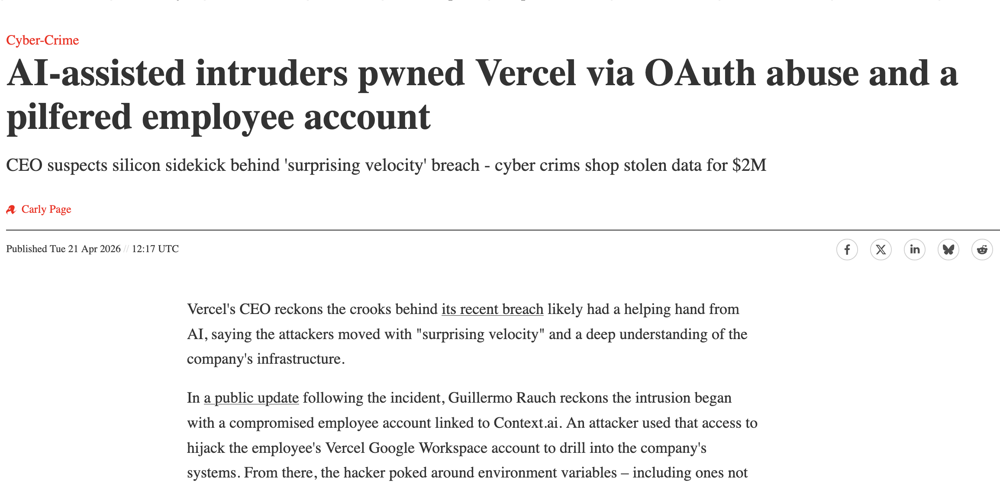 Cyber-Crime
AI-assisted intruders pwned Vercel via OAuth abuse and a
pilfered employee account
CEO suspects silicon sidekick behind 'surprising velocity' breach - cyber crims shop stolen data for $2M
Carly Page
Published Tue 21 Apr 2026 // 12:17 UTC
Vercel's CEO reckons the crooks behind its recent breach likely had a helping hand from
AI, saying the attackers moved with "surprising velocity" and a deep understanding of the
company's infrastructure.
In a public update following the incident, Guillermo Rauch reckons the intrusion began
with a compromised employee account linked to Context.ai. An attacker used that access to
hijack the employee's Vercel Google Workspace account to drill into the company's
systems. From there, the hacker poked around environment variables – including ones not